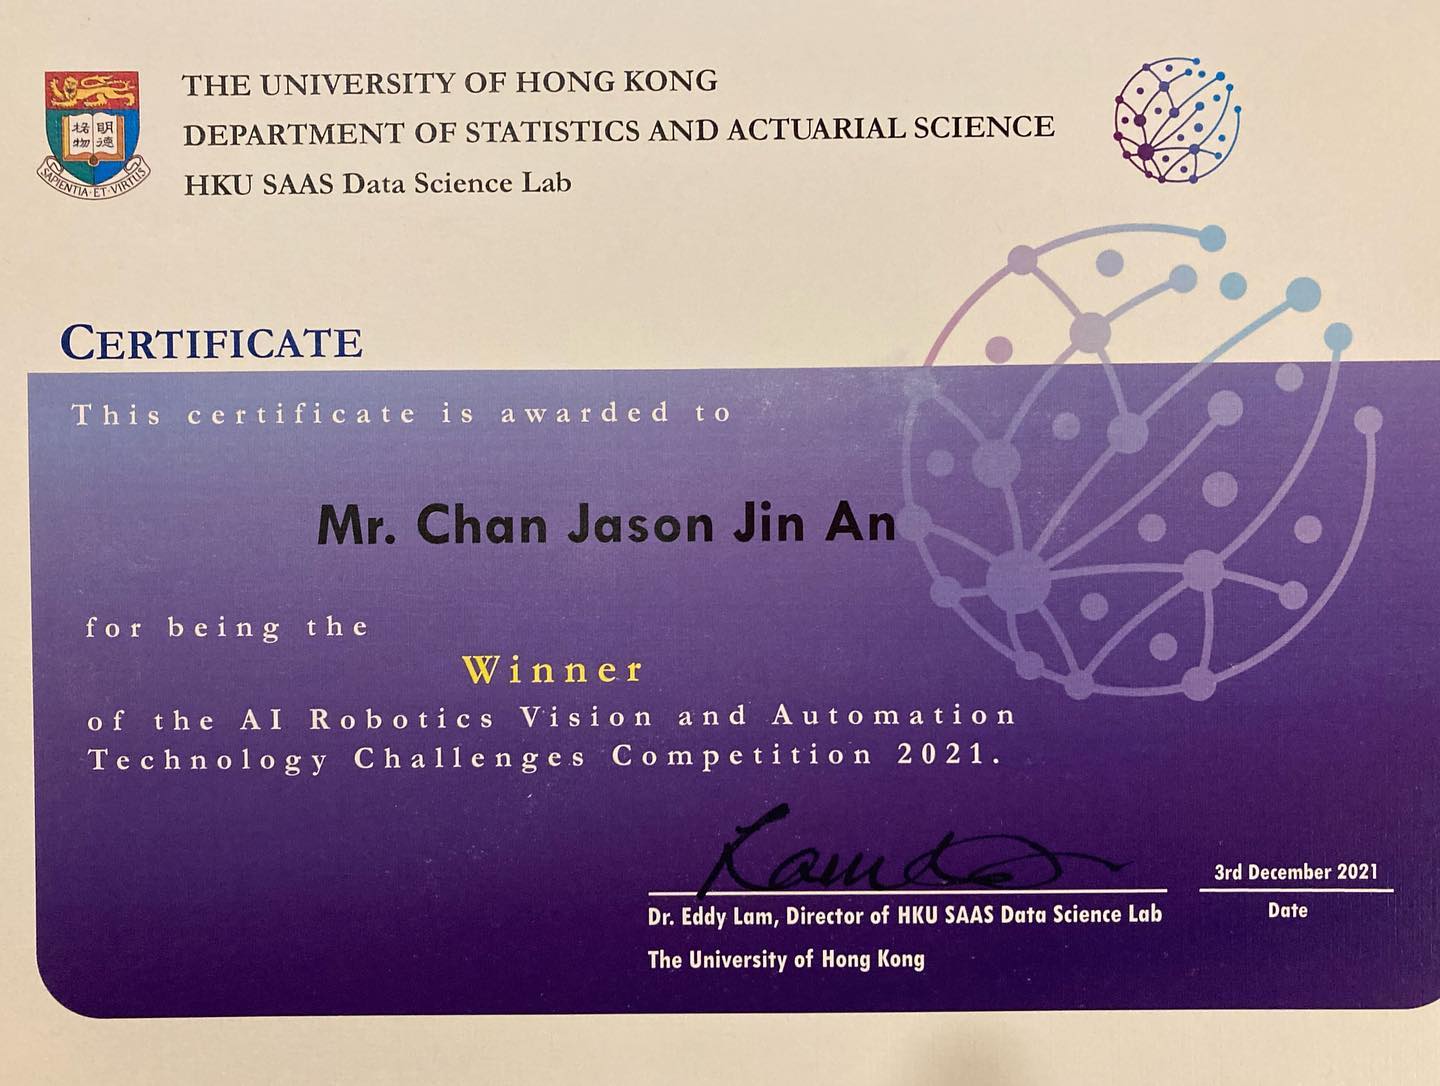 THE UNIVERSITY OF HONG KONG
DEPARTMENT OF STATISTICS AND ACTUARIAL SCIENCE
HKU SAAS Data Science Lab
明德
格物
SAPIENTIA·ET·VIRTUS
CERTIFICATE
This certificate is awarded to
Mr. Chan Jason Jin An
for being the
Winner
of the AI Robotics Vision and Automation
Technology Challenges Competition 2021.
3rd December 2021
Dr. Eddy Lam, Director of HKU SAAS Data Science Lab
Date
The University of Hong Kong